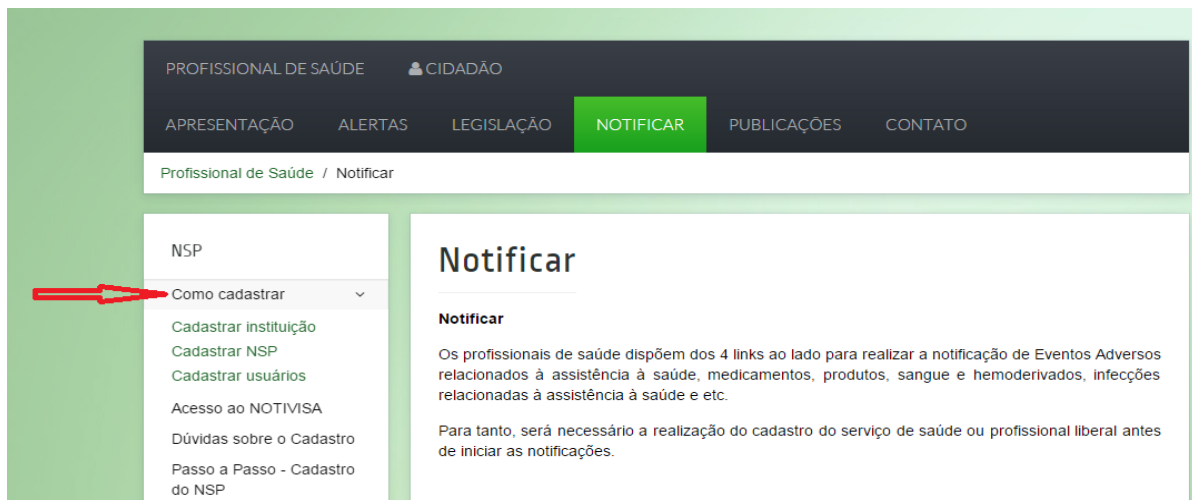 PROFISSIONAL DE SAÚDE CIDADÃO
APRESENTAÇÃO ALERTAS LEGISLAÇÃO NOTIFICAR PUBLICAÇÕES CONTATO
Profissional de Saúde / Notificar
NSP
Como cadastrar
Cadastrar instituição
Cadastrar NSP
Cadastrar usuários
Acesso ao NOTIVISA
Dúvidas sobre o Cadastro
Passo a Passo - Cadastro
do NSP
Notificar
Notificar
Os profissionais de saúde dispõem dos 4 links ao lado para realizar a notificação de Eventos Adversos
relacionados à assistência à saúde, medicamentos, produtos, sangue e hemoderivados, infecções
relacionadas à assistência à saúde e etc.
Para tanto, será necessário a realização do cadastro do serviço de saúde ou profissional liberal antes
de iniciar as notificações.